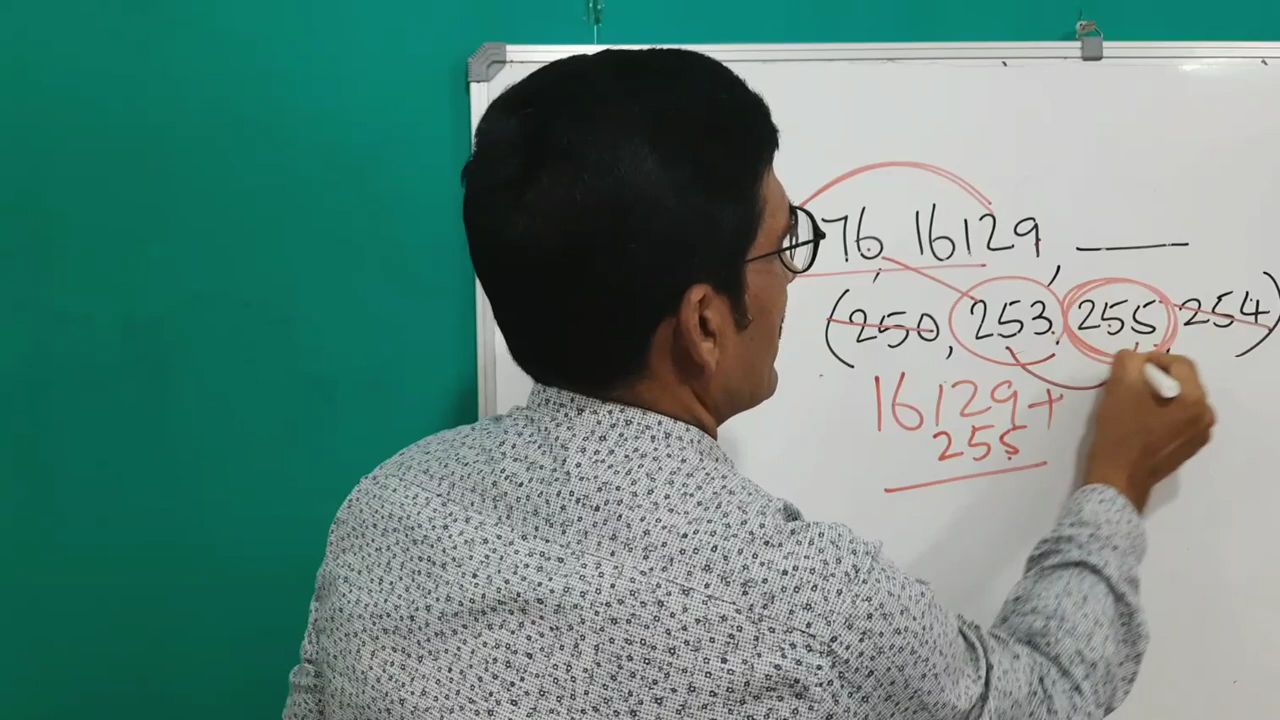 76 16129, ____
(250, 253, 255, 254)
16129+
255